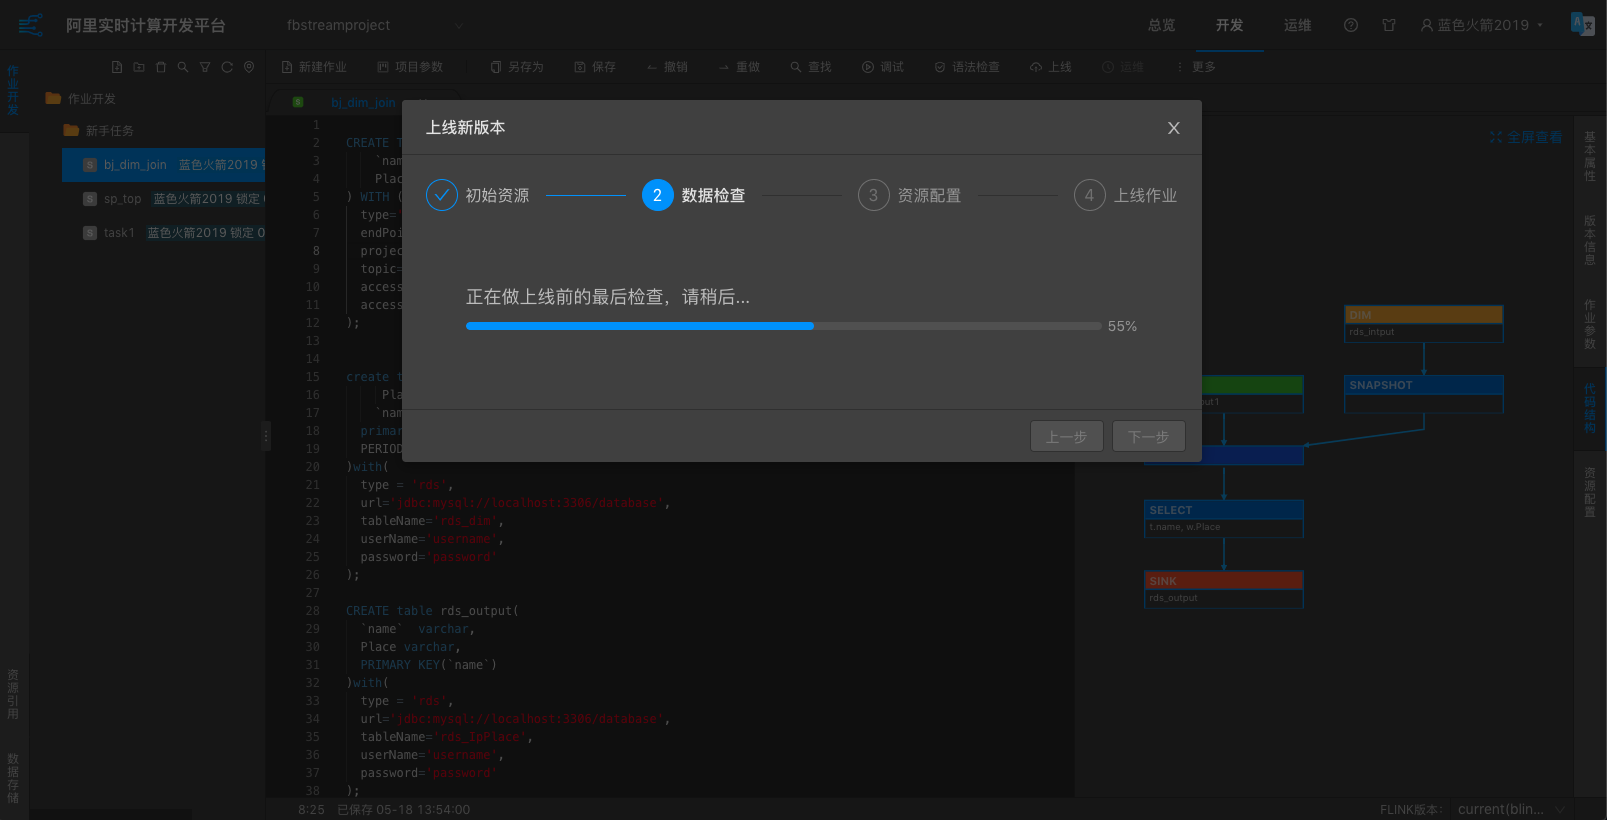 阿里实时计算开发平台
fbstreamproject
总览
开发
运维
蓝色火箭2019
作业开发
新建作业
项目参数
另存为
保存
撤销
重做
查找
调试
语法检查
上线
运维
更多
作业开发
新手任务
S bj_dim_join 蓝色火箭2019
S sp_top 蓝色火箭2019 锁定 0
S task1 蓝色火箭2019 锁定 0
资源引用
数据存储
S bj_dim_join
1
2 CREATE T
3 `nam
4 Plac
5 ) WITH (
6 type='
7 endPoi
8 projec
9 topic=
10 access
11 access
12 );
13
14
15 create t
16 Pla
17 `nam
18 primar
19 PERIOD
20 )with(
21 type = 'rds',
22 url='jdbc:mysql://localhost:3306/database',
23 tableName='rds_dim',
24 userName='username',
25 password='password'
26 );
27
28 CREATE table rds_output(
29 `name` varchar,
30 Place varchar,
31 PRIMARY KEY(`name`)
32 )with(
33 type = 'rds',
34 url='jdbc:mysql://localhost:3306/database',
35 tableName='rds_IpPlace',
36 userName='username',
37 password='password'
38 );
上线新版本
初始资源
2 数据检查
3 资源配置
4 上线作业
正在做上线前的最后检查，请稍后...
55%
上一步
下一步
全屏查看
DIM
rds_intput
SNAPSHOT
out1
SELECT
t.name, w.Place
SINK
rds_output
基本属性
版本信息
作业参数
代码结构
资源配置
8:25 已保存 05-18 13:54:00
FLINK版本: current(blin...